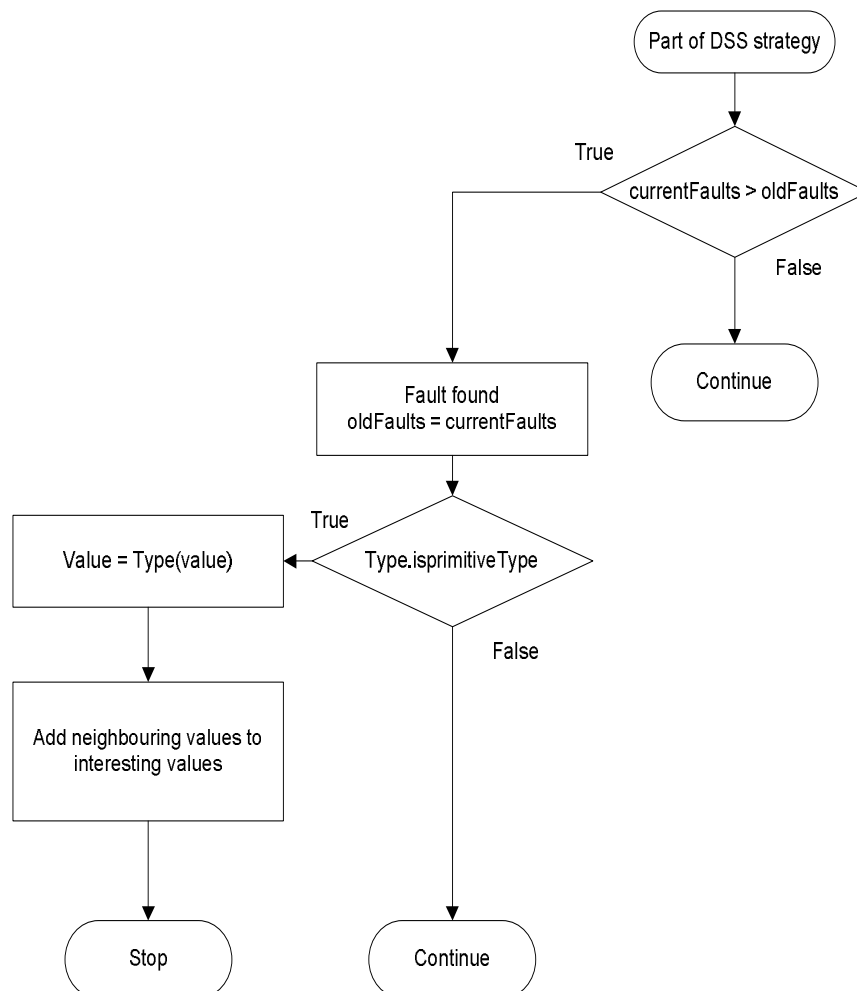 Part of DSS strategy
True
currentFaults > oldFaults
False
Continue
Fault found
oldFaults = currentFaults
True
Value = Type(value)
Type.isprimitiveType
False
Add neighbouring values to
interesting values
Stop
Continue